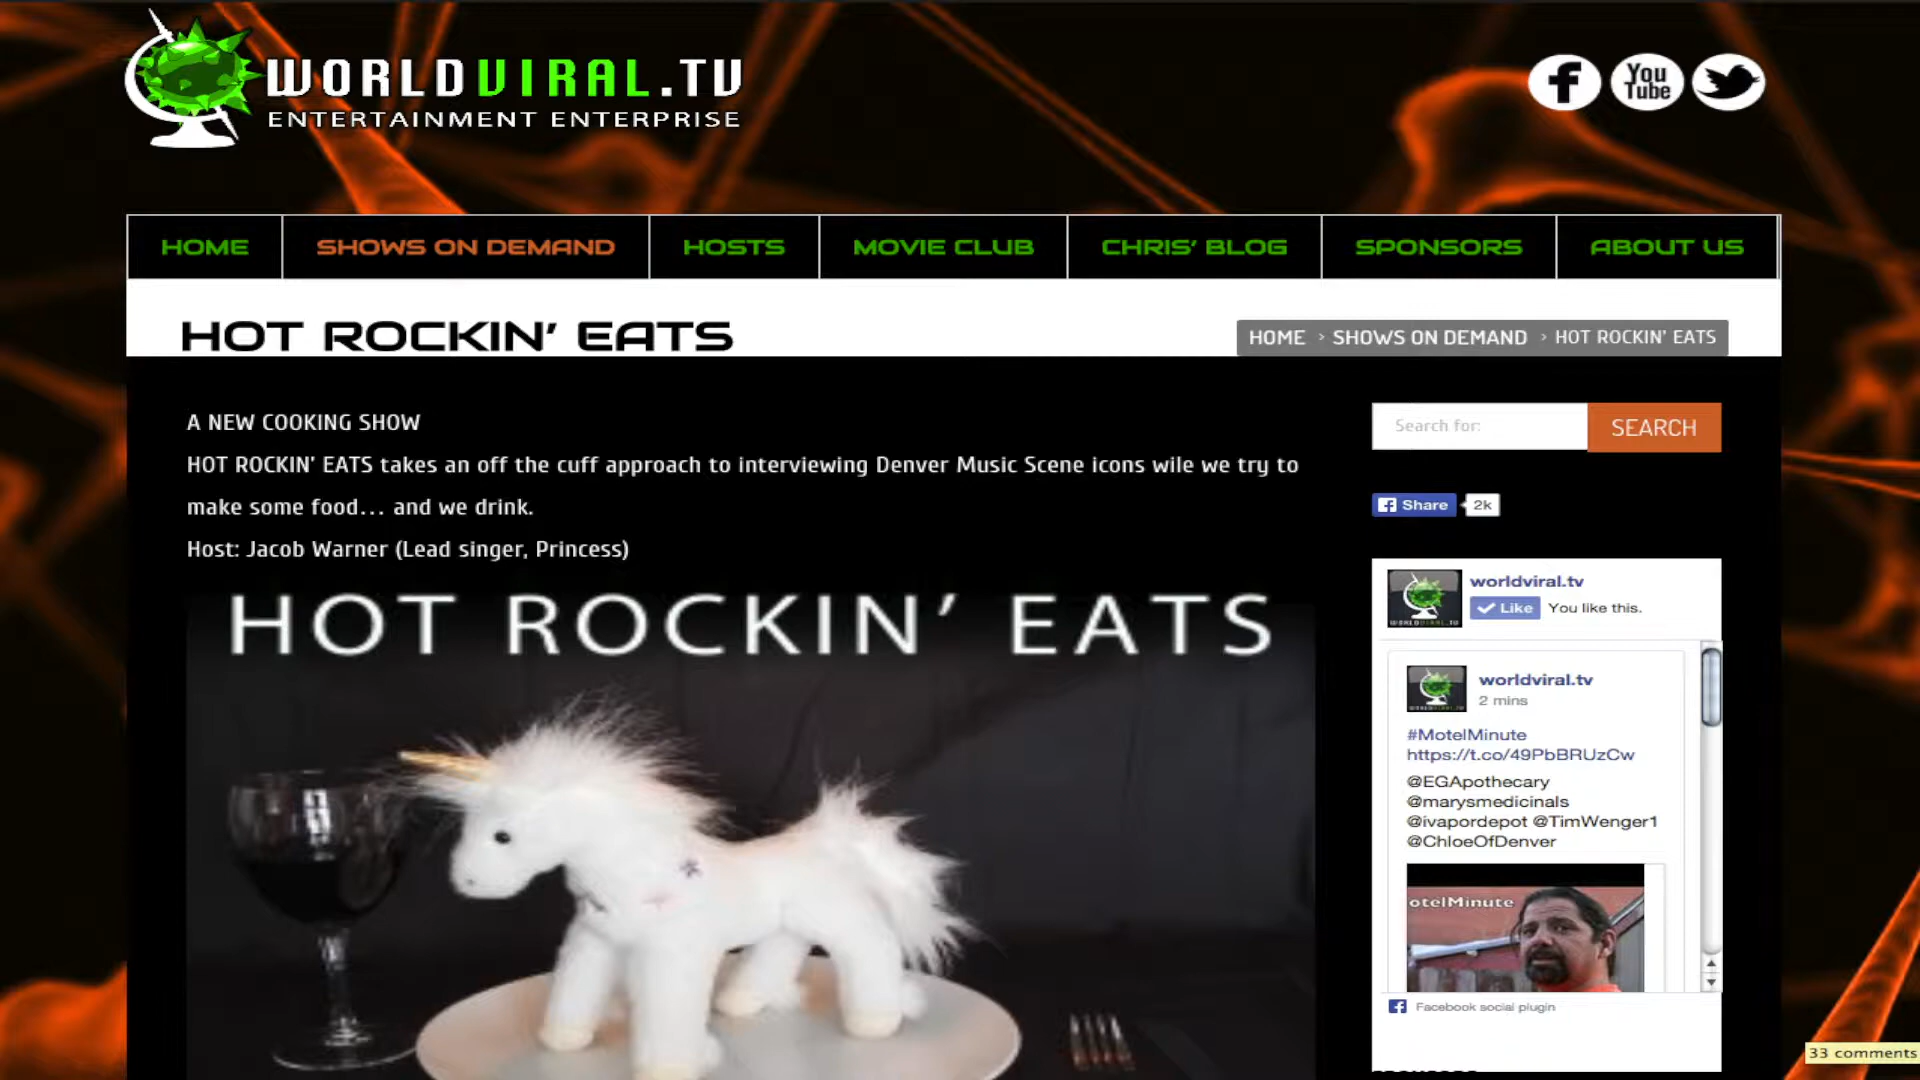 WORLDVIRAL.TV
ENTERTAINMENT ENTERPRISE
f
You
Tube
HOME
SHOWS ON DEMAND
HOSTS
MOVIE CLUB
CHRIS' BLOG
SPONSORS
ABOUT US
HOT ROCKIN' EATS
HOME > SHOWS ON DEMAND > HOT ROCKIN' EATS
A NEW COOKING SHOW
HOT ROCKIN' EATS takes an off the cuff approach to interviewing Denver Music Scene icons wile we try to
make some food... and we drink.
Host: Jacob Warner (Lead singer, Princess)
HOT ROCKIN' EATS
Search for:
SEARCH
Share 2k
worldviral.tv
Like You like this.
WORLDVIRAL.TV
worldviral.tv
2 mins
#MotelMinute
https://t.co/49PbBRUzCw
@EGApothecary
@marysmedicinals
@ivapordepot @TimWenger1
@ChloeOfDenver
otelMinute
Facebook social plugin
33 comments